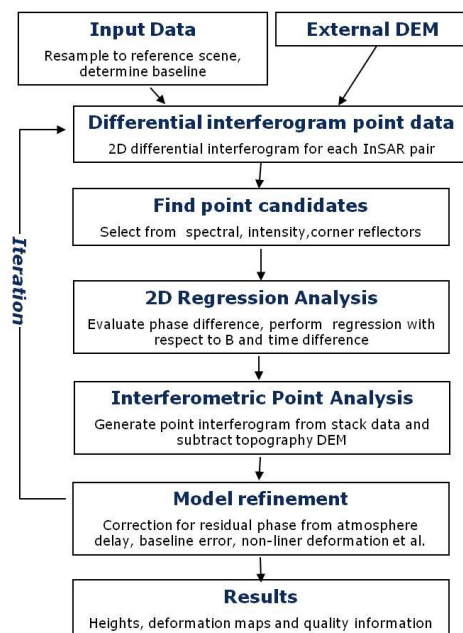 Input Data
Resample to reference scene,
determine baseline
External DEM
Differential interferogram point data
2D differential interferogram for each InSAR pair
Find point candidates
Select from spectral, intensity,corner reflectors
2D Regression Analysis
Evaluate phase difference, perform regression with
respect to B and time difference
Interferometric Point Analysis
Generate point interferogram from stack data and
subtract topography DEM
Model refinement
Correction for residual phase from atmosphere
delay, baseline error, non-liner deformation et al.
Results
Heights, deformation maps and quality information
Iteration